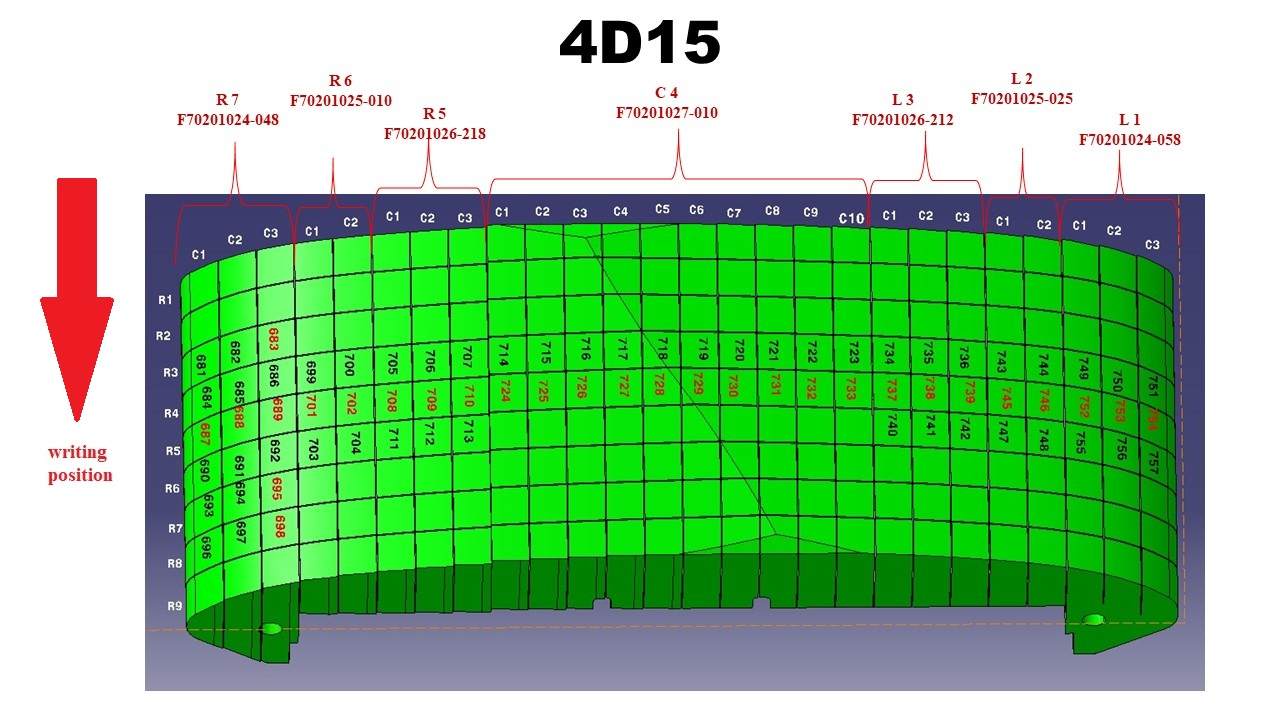 4D15
R 7
F70201024-048
R 6
F70201025-010
R 5
F70201026-218
C 4
F70201027-010
L 3
F70201026-212
L 2
F70201025-025
L 1
F70201024-058
writing
position
C1 C2 C3 C1 C2 C1 C2 C3 C1 C2 C3 C4 C5 C6 C7 C8 C9 C10 C1 C2 C3 C1 C2 C1 C2 C3
R1
R2
R3
R4
R5
R6
R7
R8
R9
681 682 683
684 685 686
687 688 689
690 691 692
693 694 695
696 697 698
699 700
701 702
703 704
705 706 707
708 709 710
711 712 713
714 715 716 717 718 719 720 721 722 723
724 725 726 727 728 729 730 731 732 733
734 735 736
737 738 739
740 741 742
743 744
745 746
747 748
749 750 751
752 753 754
755 756 757